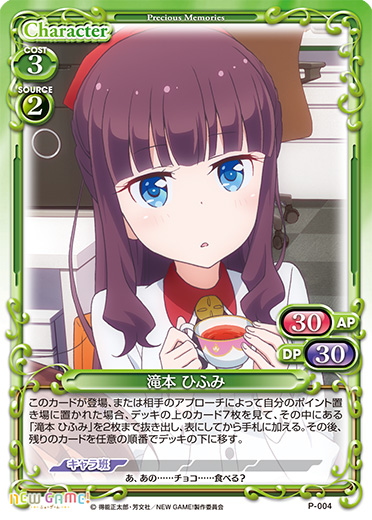 Precious Memories
Character
COST
3
SOURCE
2
30 AP
DP 30
滝本 ひふみ
このカードが登場、または相手のアプローチによって自分のポイント置
き場に置かれた場合、デッキの上のカード7枚を見て、その中にある
「滝本 ひふみ」を2枚まで抜き出し、表にしてから手札に加える。その後、
残りのカードを任意の順番でデッキの下に移す。
キャラ班
あ、あの……チョコ……食べる?
NEW GAME!
© 得能正太郎・芳文社/NEW GAME!製作委員会
P-004